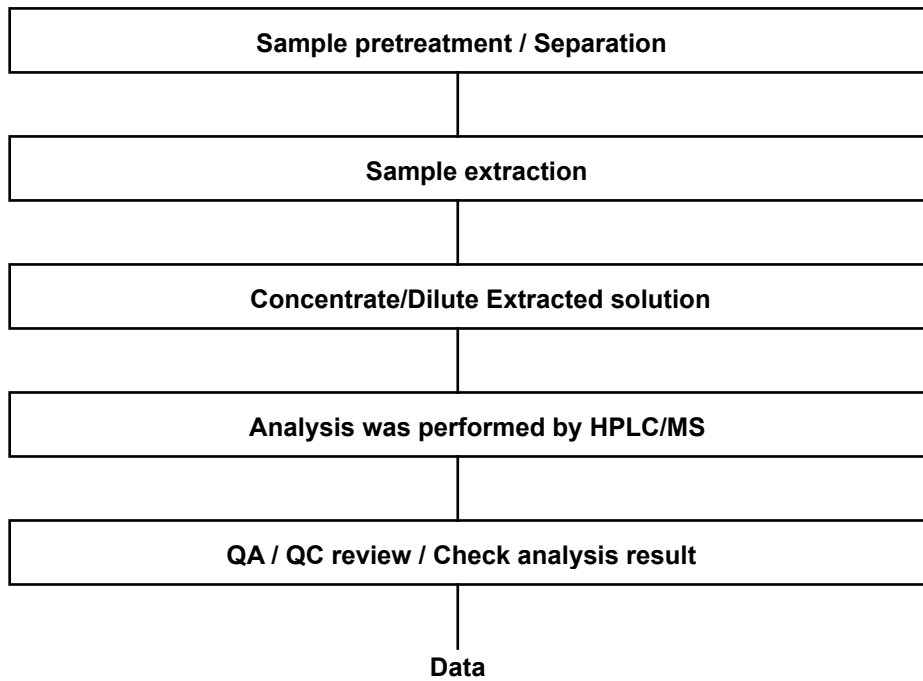 Sample pretreatment / Separation
Sample extraction
Concentrate/Dilute Extracted solution
Analysis was performed by HPLC/MS
QA / QC review / Check analysis result
Data